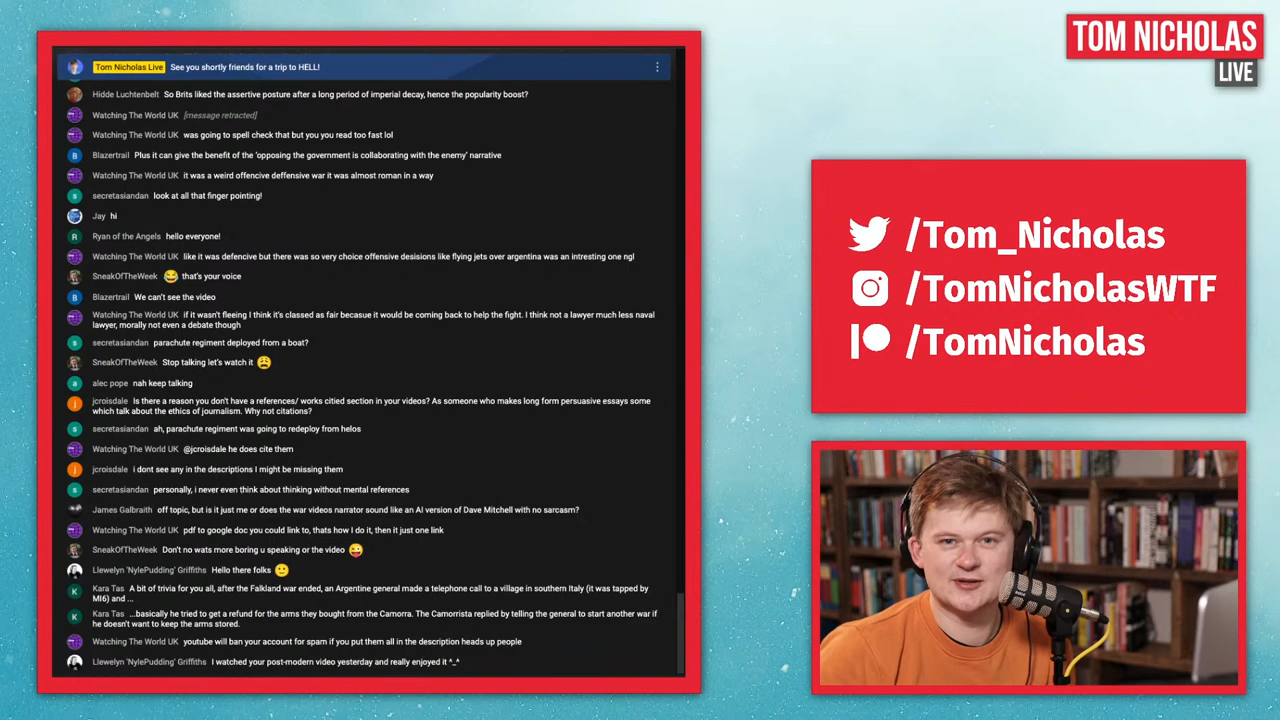 TOM NICHOLAS
LIVE
Tom Nicholas Live See you shortly friends for a trip to HELL!
Hidde Luchtenbelt So Brits liked the assertive posture after a long period of imperial decay, hence the popularity boost?
Watching The World UK [message retracted]
Watching The World UK was going to spell check that but you you read too fast lol
B Blazertrail Plus it can give the benefit of the 'opposing the government is collaborating with the enemy' narrative
Watching The World UK it was a weird offencive deffensive war it was almost roman in a way
s secretasiandan look at all that finger pointing!
Jay hi
R Ryan of the Angels hello everyone!
Watching The World UK like it was defencive but there was so very choice offensive desisions like flying jets over argentina was an intresting one ngl
SneakOfTheWeek 😂 that's your voice
B Blazertrail We can't see the video
Watching The World UK if it wasn't fleeing I think it's classed as fair becasue it would be coming back to help the fight. I think not a lawyer much less naval
lawyer, morally not even a debate though
s secretasiandan parachute regiment deployed from a boat?
SneakOfTheWeek Stop talking let's watch it 😩
a alec pope nah keep talking
j jcroisdale Is there a reason you don't have a references/ works citied section in your videos? As someone who makes long form persuasive essays some
which talk about the ethics of journalism. Why not citations?
s secretasiandan ah, parachute regiment was going to redeploy from helos
Watching The World UK @jcroisdale he does cite them
j jcroisdale i dont see any in the descriptions I might be missing them
s secretasiandan personally, i never even think about thinking without mental references
James Galbraith off topic, but is it just me or does the war videos narrator sound like an AI version of Dave Mitchell with no sarcasm?
Watching The World UK pdf to google doc you could link to, thats how I do it, then it just one link
SneakOfTheWeek Don't no wats more boring u speaking or the video 😜
Llewelyn 'NylePudding' Griffiths Hello there folks 🙂
K Kara Tas A bit of trivia for you all, after the Falkland war ended, an Argentine general made a telephone call to a village in southern Italy (it was tapped by
MI6) and ...
K Kara Tas ...basically he tried to get a refund for the arms they bought from the Camorra. The Camorrista replied by telling the general to start another war if
he doesn't want to keep the arms stored.
Watching The World UK youtube will ban your account for spam if you put them all in the description heads up people
Llewelyn 'NylePudding' Griffiths I watched your post-modern video yesterday and really enjoyed it ^_^
/Tom_Nicholas
/TomNicholasWTF
/TomNicholas